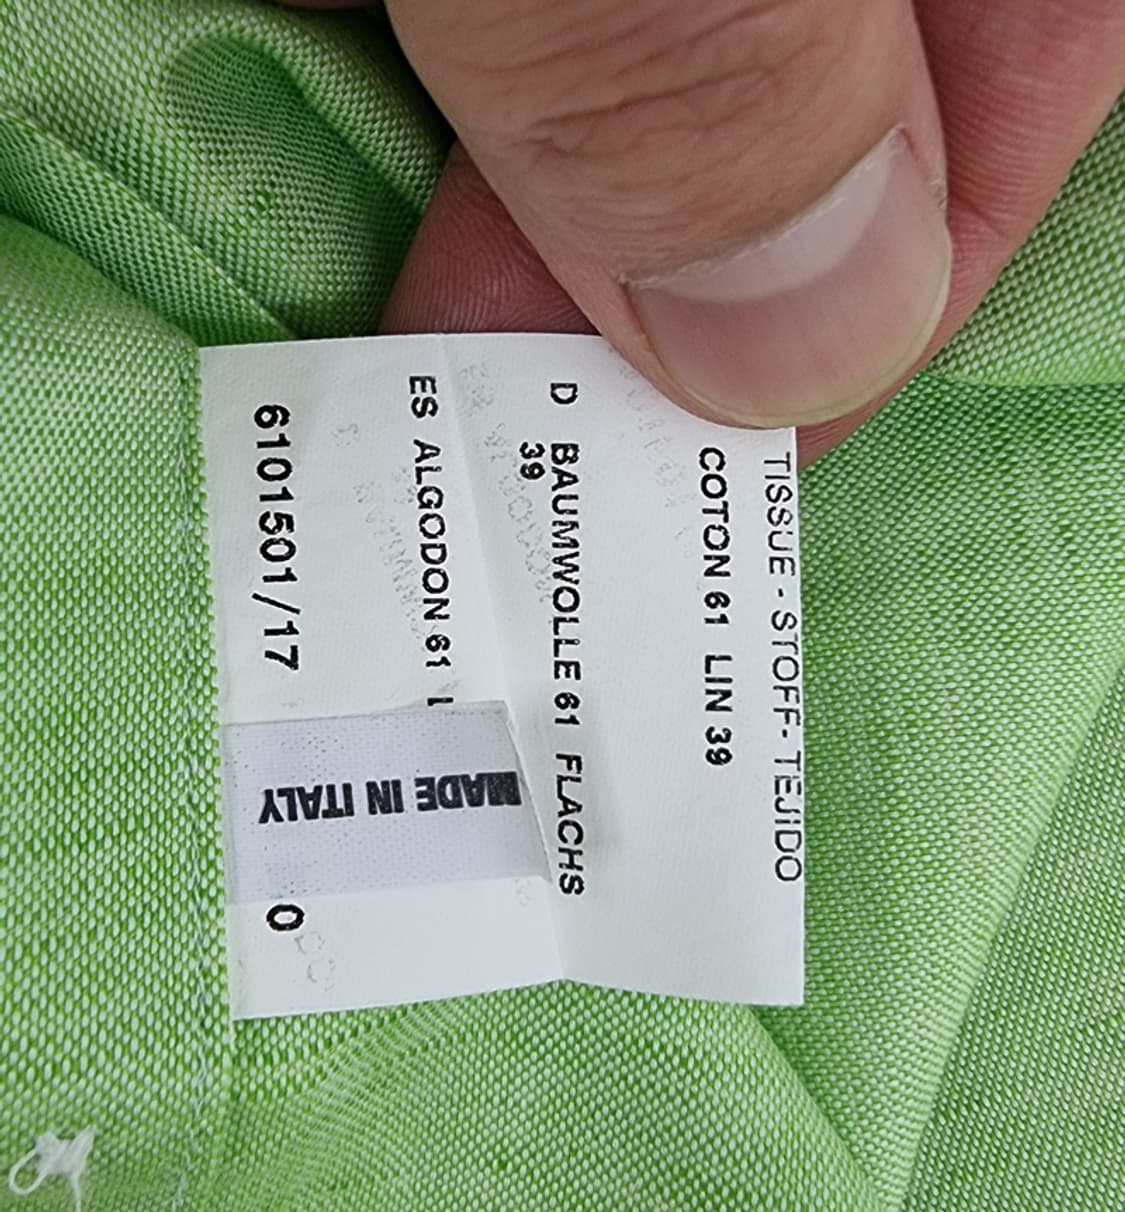 TISSUE - STOFF- TEJIDO
COTON 61 LIN 39
D BAUMWOLLE 61 FLACHS
39
ES ALGODON 61 L
6101501/17 0
MADE IN ITALY